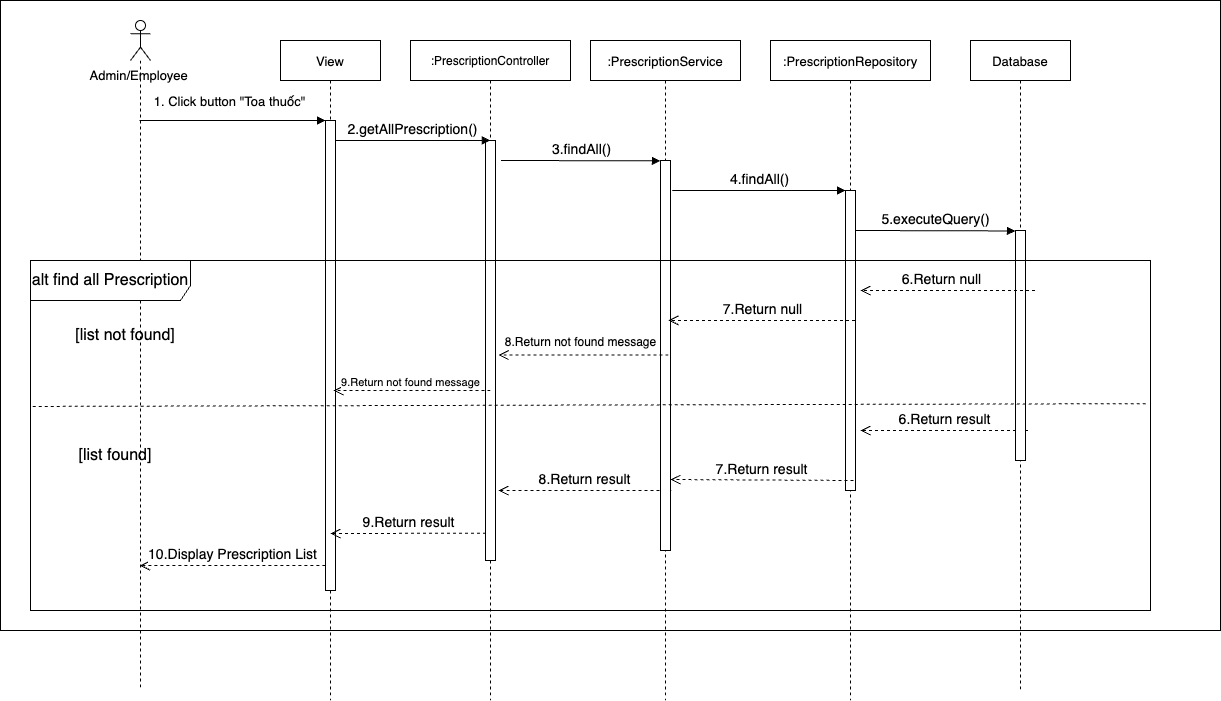 Admin/Employee
View
:PrescriptionController
:PrescriptionService
:PrescriptionRepository
Database
1. Click button "Toa thuốc"
2.getAllPrescription()
3.findAll()
4.findAll()
5.executeQuery()
alt find all Prescription
6.Return null
7.Return null
[list not found]
8.Return not found message
9.Return not found message
6.Return result
[list found]
7.Return result
8.Return result
9.Return result
10.Display Prescription List